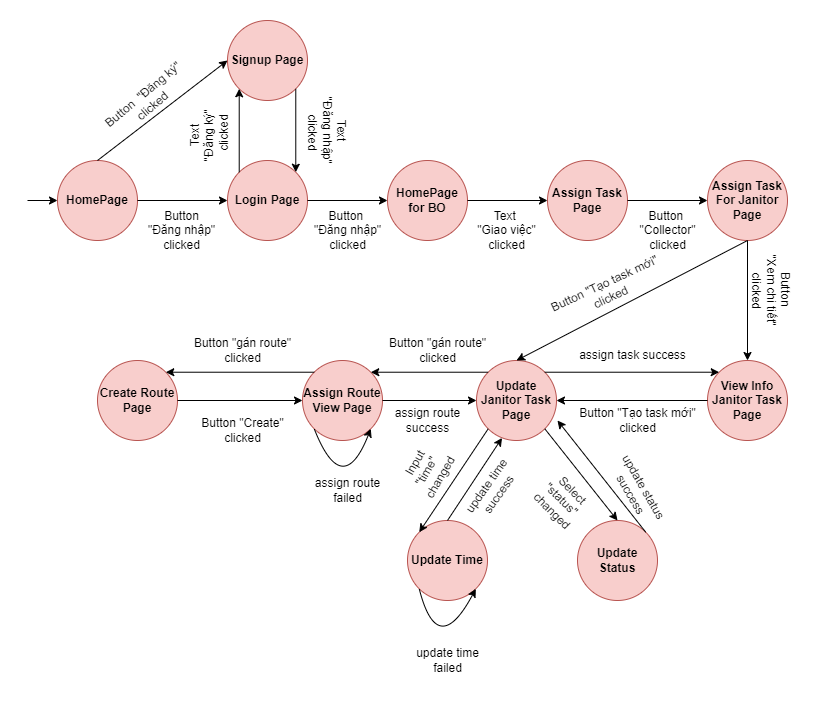 Signup Page
Button "Đăng ký"
clicked
Text
"Đăng ký"
clicked
Text
"Đăng nhập"
clicked
HomePage
Login Page
HomePage
for BO
Assign Task
Page
Assign Task
For Janitor
Page
Button
"Đăng nhập"
clicked
Button
"Đăng nhập"
clicked
Text
"Giao việc"
clicked
Button
"Collector"
clicked
Button "Tạo task mới"
clicked
Button
"Xem chi tiết"
clicked
Button "gán route"
clicked
Button "gán route"
clicked
assign task success
Create Route
Page
Assign Route
View Page
Update
Janitor Task
Page
View Info
Janitor Task
Page
Button "Create"
clicked
assign route
success
Button "Tạo task mới"
clicked
assign route
failed
Input
"time"
changed
update time
success
Select
"status"
changed
update status
success
Update Time
Update
Status
update time
failed